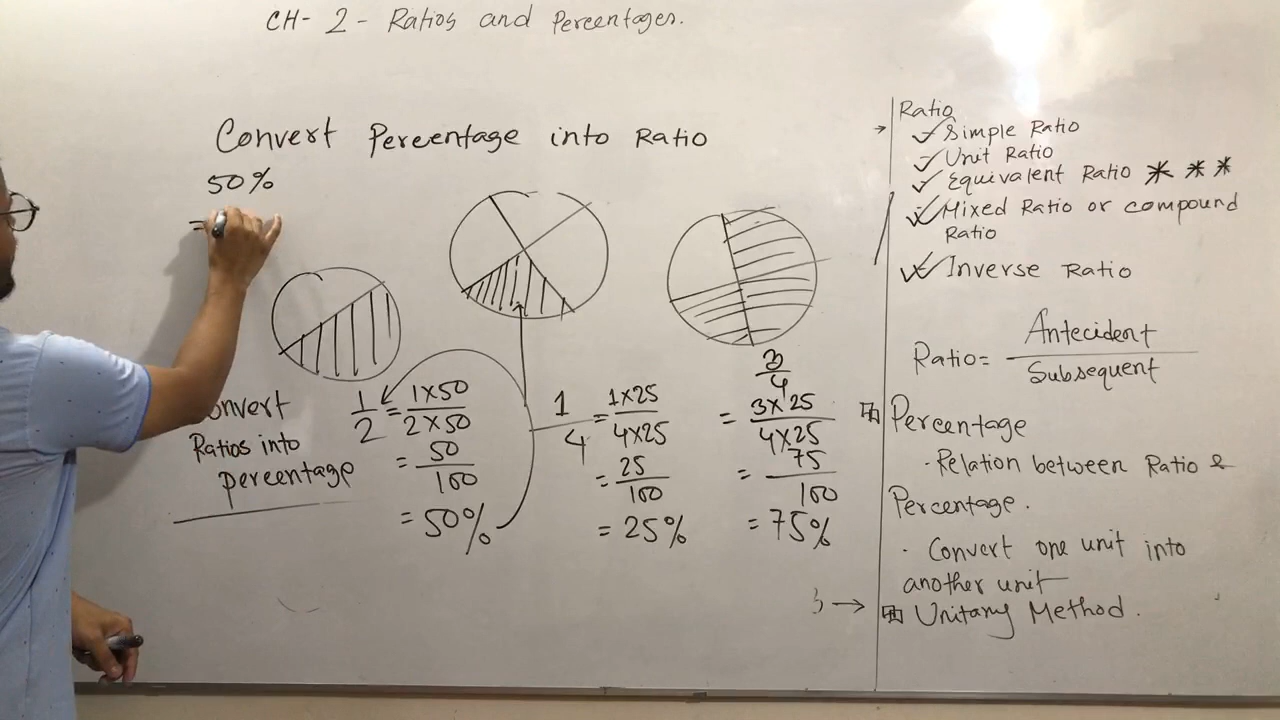 CH- 2 - Ratios and Percentages.
Convert Percentage into Ratio
50%
=
Convert
Ratios into
percentage
1/2 = 1×50/2×50
= 50/100
= 50%
1/4 = 1×25/4×25
= 25/100
= 25%
3/4
= 3×25/4×25
= 75/100
= 75%
Ratio
Simple Ratio
Unit Ratio
Equivalent Ratio * * *
Mixed Ratio or compound
Ratio
Inverse Ratio
Ratio= Antecident/Subsequent
Percentage
· Relation between Ratio &
Percentage.
· Convert one unit into
another unit
Unitary Method.